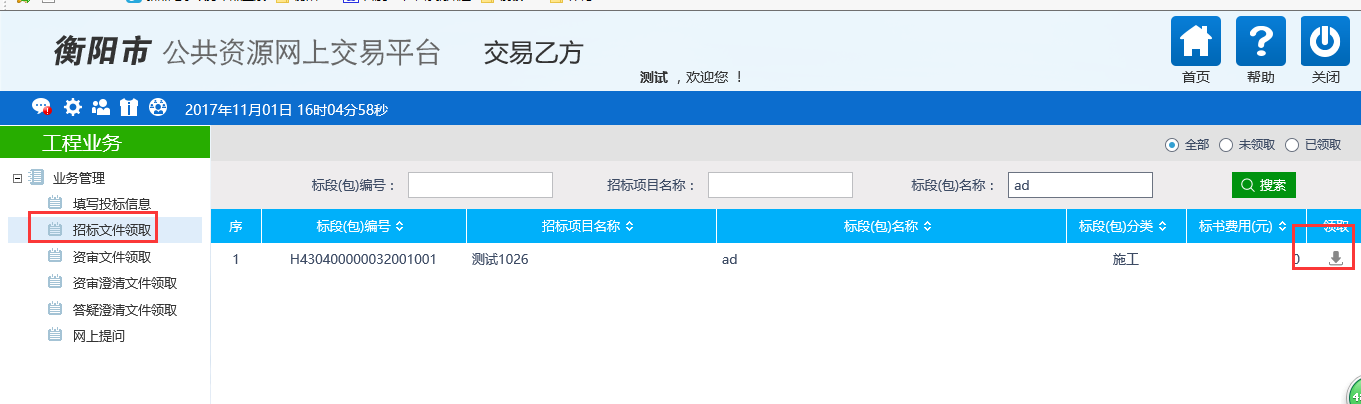 衡阳市 公共资源网上交易平台 交易乙方
测试 ，欢迎您 ！
首页 帮助 关闭
2017年11月01日 16时04分58秒
工程业务
全部 未领取 已领取
业务管理
填写投标信息
招标文件领取
资审文件领取
资审澄清文件领取
答疑澄清文件领取
网上提问
标段(包)编号： 招标项目名称： 标段(包)名称： ad 搜索
序 标段(包)编号 招标项目名称 标段(包)名称 标段(包)分类 标书费用(元) 领取
1 H430400000032001001 测试1026 ad 施工 0